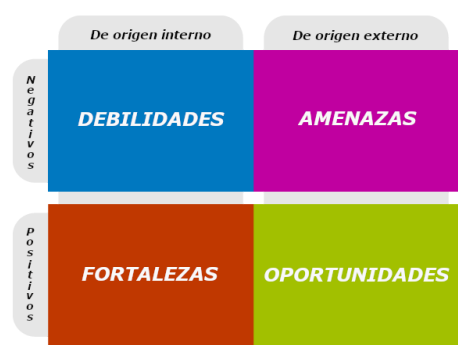 De origen interno
De origen externo
Negativos
DEBILIDADES
AMENAZAS
Positivos
FORTALEZAS
OPORTUNIDADES